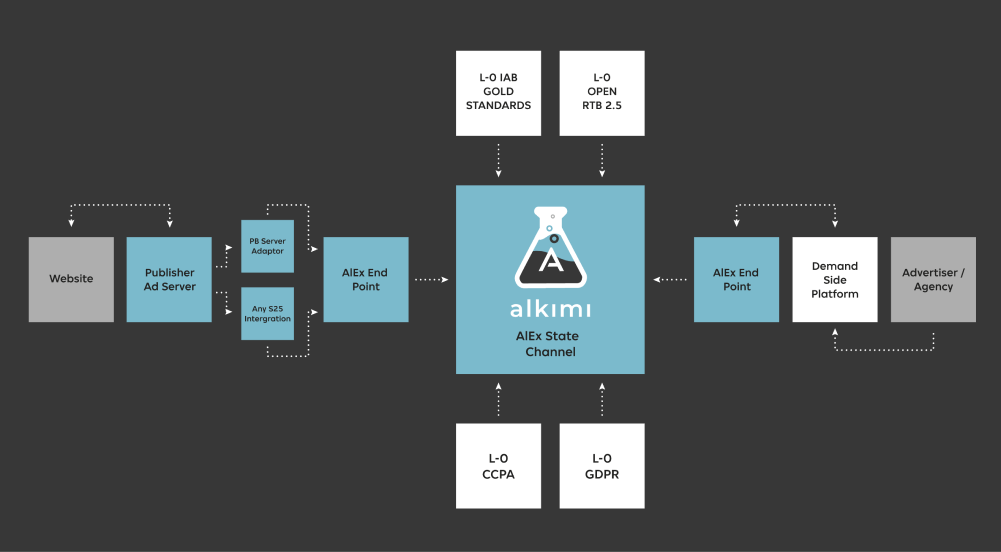 L-0 IAB
GOLD
STANDARDS
L-0
OPEN
RTB 2.5
Website
Publisher
Ad Server
PB Server
Adaptor
Any S2S
Intergration
AlEx End
Point
A
alkımı
AlEx State
Channel
AlEx End
Point
Demand
Side
Platform
Advertiser /
Agency
L-0
CCPA
L-0
GDPR